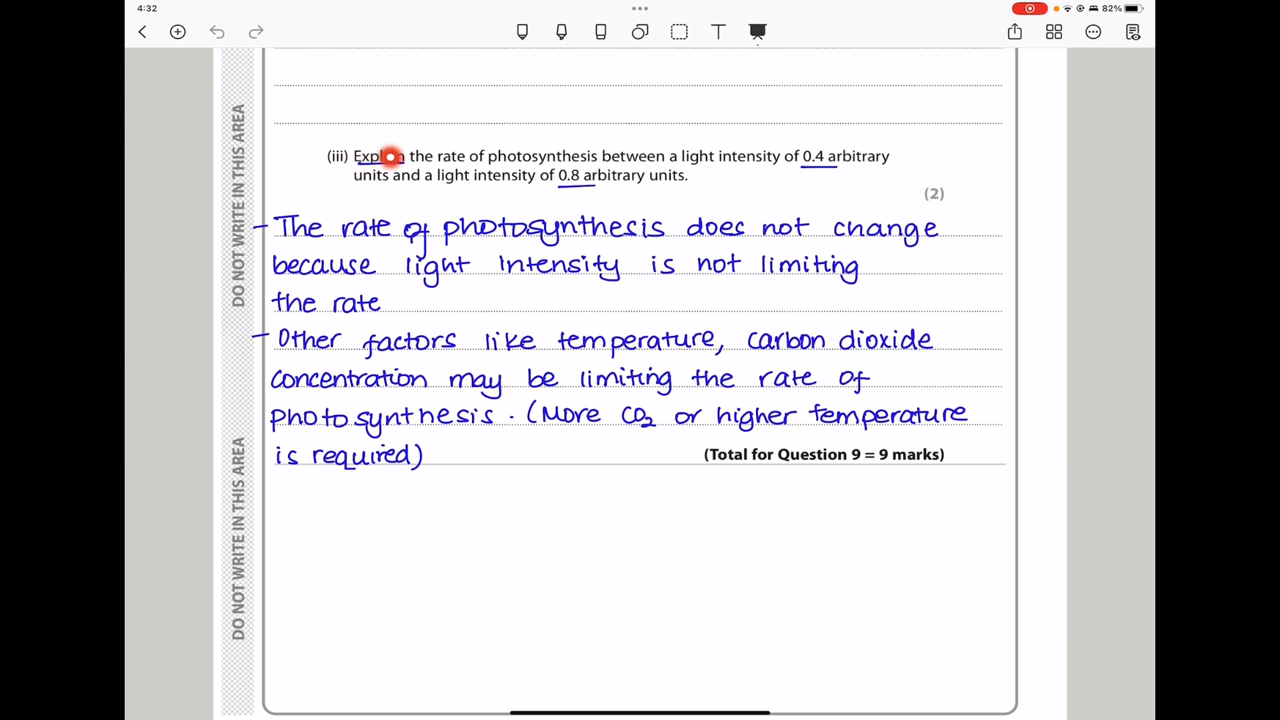 4:32
82%
DO NOT WRITE IN THIS AREA
(iii) Explain the rate of photosynthesis between a light intensity of 0.4 arbitrary
units and a light intensity of 0.8 arbitrary units.
(2)
- The rate of photosynthesis does not change
because light intensity is not limiting
the rate
- Other factors like temperature, carbon dioxide
concentration may be limiting the rate of
photosynthesis. (More CO₂ or higher temperature
is required)
(Total for Question 9 = 9 marks)
DO NOT WRITE IN THIS AREA